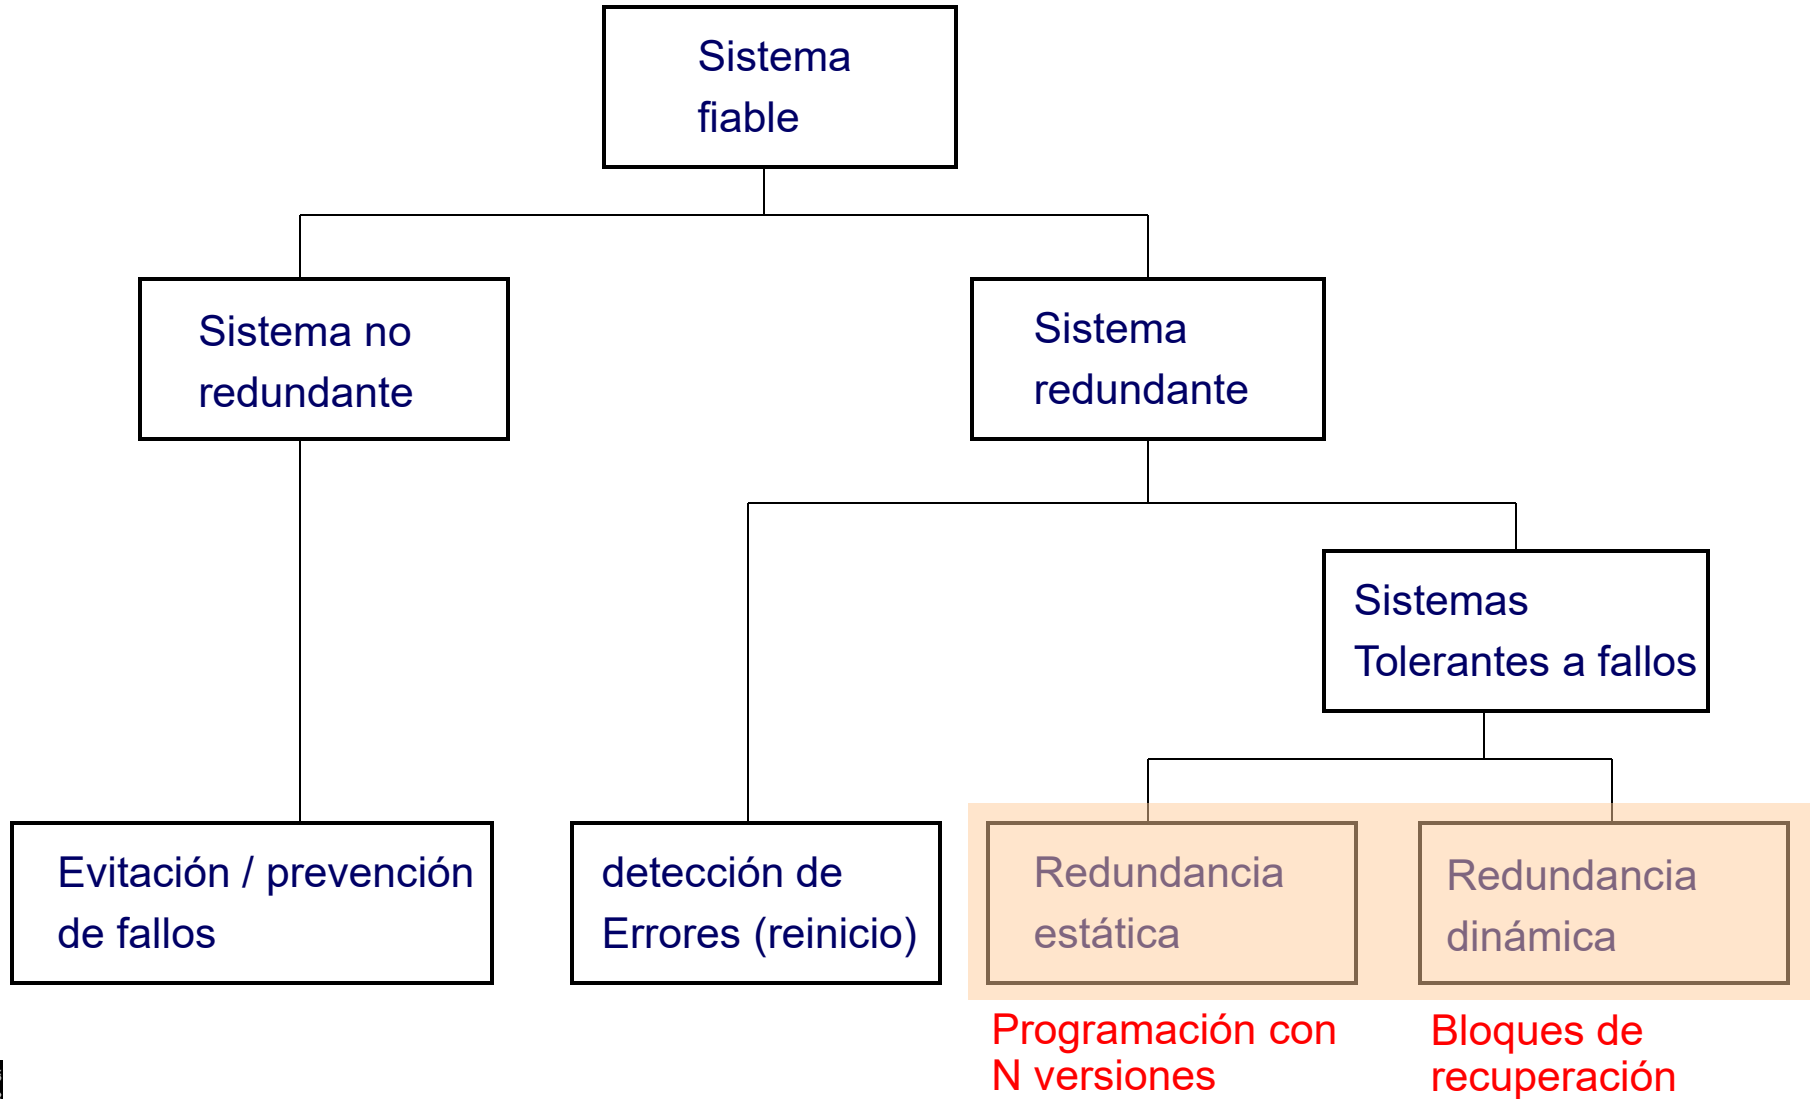 Sistema
fiable
Sistema no
redundante
Sistema
redundante
Sistemas
Tolerantes a fallos
Evitación / prevención
de fallos
detección de
Errores (reinicio)
Redundancia
estática
Redundancia
dinámica
Programación con
N versiones
Bloques de
recuperación